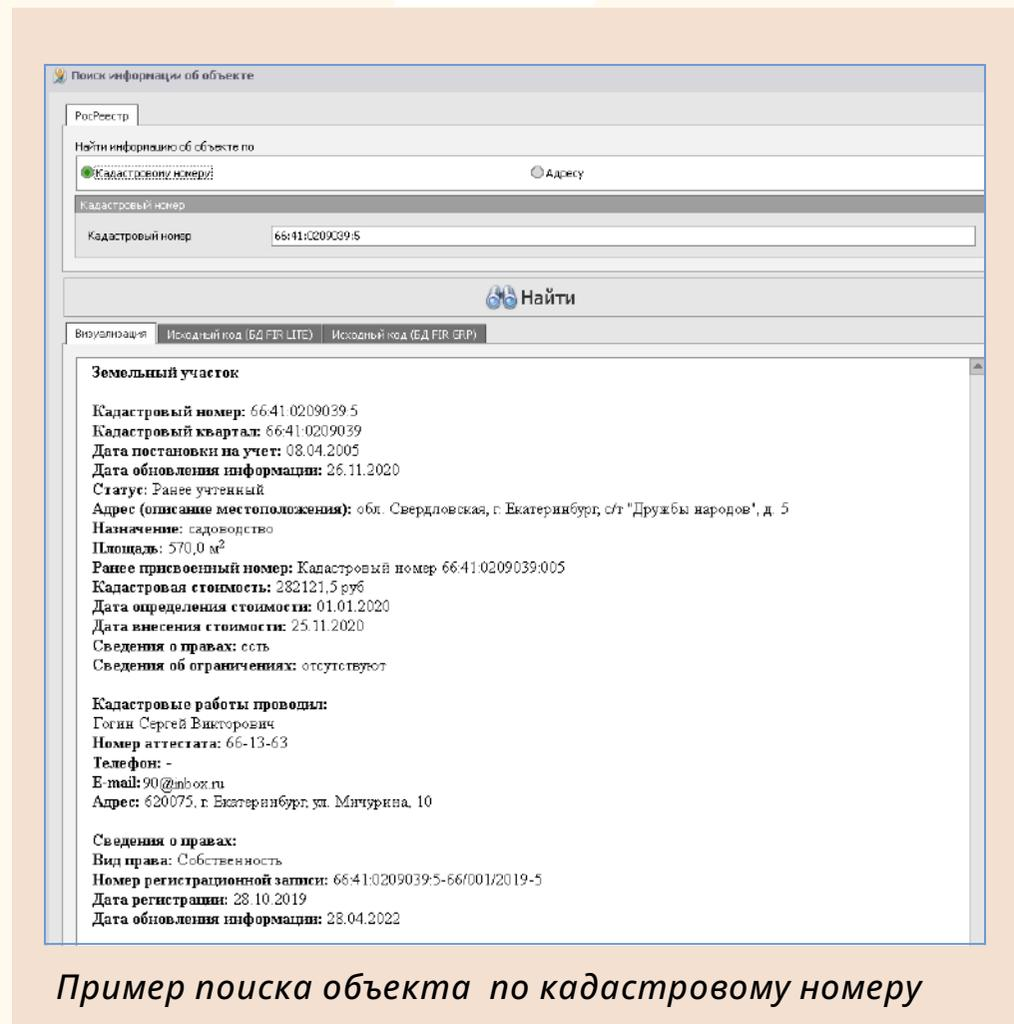 Поиск информации об объекте
РосРеестр
Найти информацию об объекте по
Кадастровому номеру
Адресу
Кадастровый номер
Кадастровый номер 66:41:0209039:5
Найти
Визуализация Исходный код (БД FIR LITE) Исходный код (БД FIR ERP)
Земельный участок
Кадастровый номер: 66:41:0209039:5
Кадастровый квартал: 66:41:0209039
Дата постановки на учет: 08.04.2005
Дата обновления информации: 26.11.2020
Статус: Ранее учтенный
Адрес (описание местоположения): обл. Свердловская, г. Екатеринбург, с/т "Дружбы народов", д. 5
Назначение: садоводство
Площадь: 570,0 м²
Ранее присвоенный номер: Кадастровый номер 66:41:0209039:005
Кадастровая стоимость: 282121,5 руб
Дата определения стоимости: 01.01.2020
Дата внесения стоимости: 25.11.2020
Сведения о правах: есть
Сведения об ограничениях: отсутствуют
Кадастровые работы проводил:
Гогин Сергей Викторович
Номер аттестата: 66-13-63
Телефон: -
E-mail: 90@inbox.ru
Адрес: 620075, г. Екатеринбург, ул. Мичурина, 10
Сведения о правах:
Вид права: Собственность
Номер регистрационной записи: 66:41:0209039:5-66/001/2019-5
Дата регистрации: 28.10.2019
Дата обновления информации: 28.04.2022
Пример поиска объекта по кадастровому номеру